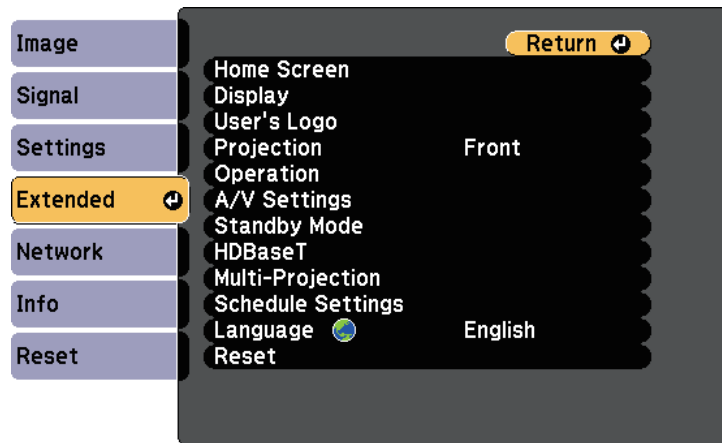 Image
Signal
Settings
Extended
Network
Info
Reset
Return
Home Screen
Display
User's Logo
Projection Front
Operation
A/V Settings
Standby Mode
HDBaseT
Multi-Projection
Schedule Settings
Language English
Reset